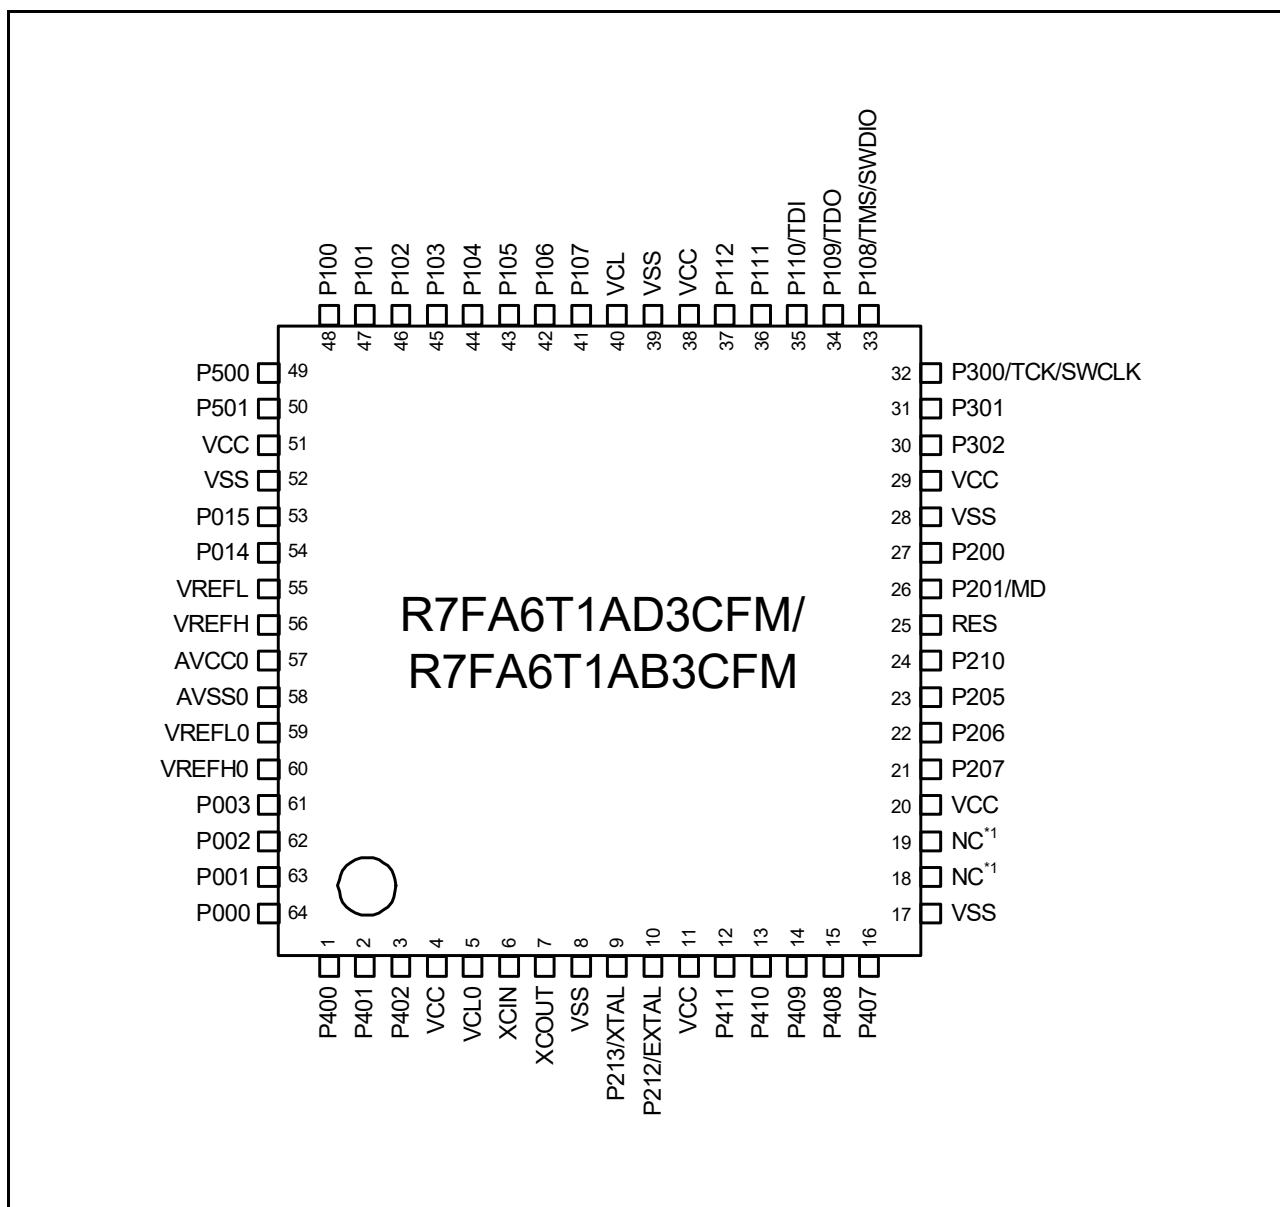 P100
P101
P102
P103
P104
P105
P106
P107
VCL
VSS
VCC
P112
P111
P110/TDI
P109/TDO
P108/TMS/SWDIO
48
47
46
45
44
43
42
41
40
39
38
37
36
35
34
33
P500 49
P501 50
VCC 51
VSS 52
P015 53
P014 54
VREFL 55
VREFH 56
AVCC0 57
AVSS0 58
VREFL0 59
VREFH0 60
P003 61
P002 62
P001 63
P000 64
R7FA6T1AD3CFM/
R7FA6T1AB3CFM
32 P300/TCK/SWCLK
31 P301
30 P302
29 VCC
28 VSS
27 P200
26 P201/MD
25 RES
24 P210
23 P205
22 P206
21 P207
20 VCC
19 NC*1
18 NC*1
17 VSS
1
2
3
4
5
6
7
8
9
10
11
12
13
14
15
16
P400
P401
P402
VCC
VCL0
XCIN
XCOUT
VSS
P213/XTAL
P212/EXTAL
VCC
P411
P410
P409
P408
P407